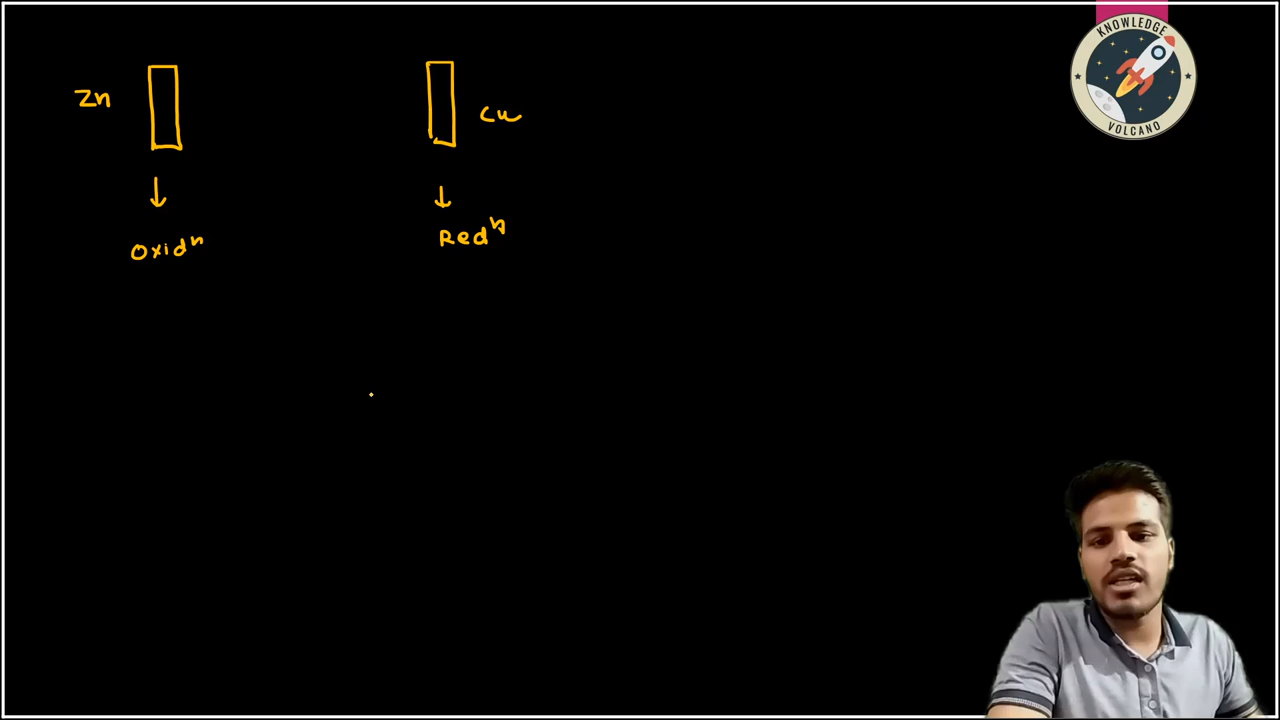 Zn
Cu
Oxidⁿ
Redⁿ
KNOWLEDGE
VOLCANO